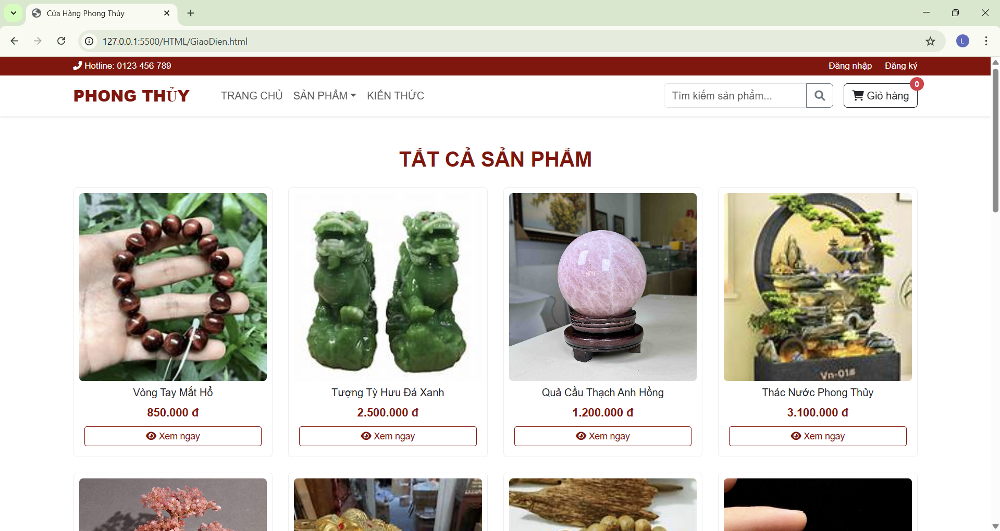 Cửa Hàng Phong Thủy
127.0.0.1:5500/HTML/GiaoDien.html
L
Hotline: 0123 456 789
Đăng nhập
Đăng ký
PHONG THỦY
TRANG CHỦ
SẢN PHẨM
KIẾN THỨC
Tìm kiếm sản phẩm...
Giỏ hàng
0
TẤT CẢ SẢN PHẨM
Vn-01#
Vòng Tay Mắt Hổ
850.000 đ
Xem ngay
Tượng Tỳ Hưu Đá Xanh
2.500.000 đ
Xem ngay
Quả Cầu Thạch Anh Hồng
1.200.000 đ
Xem ngay
Thác Nước Phong Thủy
3.100.000 đ
Xem ngay